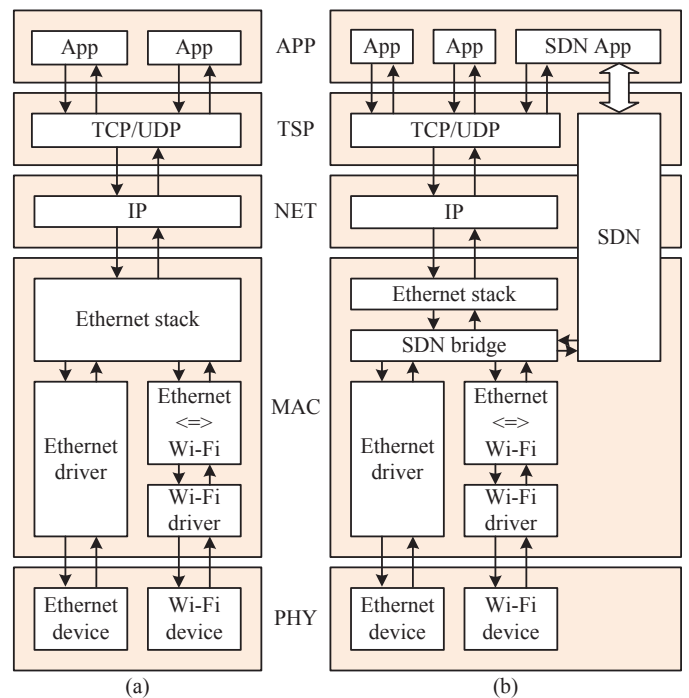 App
App
APP
App
App
SDN App
TCP/UDP
TSP
TCP/UDP
IP
NET
IP
SDN
Ethernet stack
Ethernet stack
SDN bridge
MAC
Ethernet
driver
Ethernet
<=>
Wi-Fi
Wi-Fi
driver
Ethernet
driver
Ethernet
<=>
Wi-Fi
Wi-Fi
driver
Ethernet
device
Wi-Fi
device
PHY
Ethernet
device
Wi-Fi
device
(a)
(b)